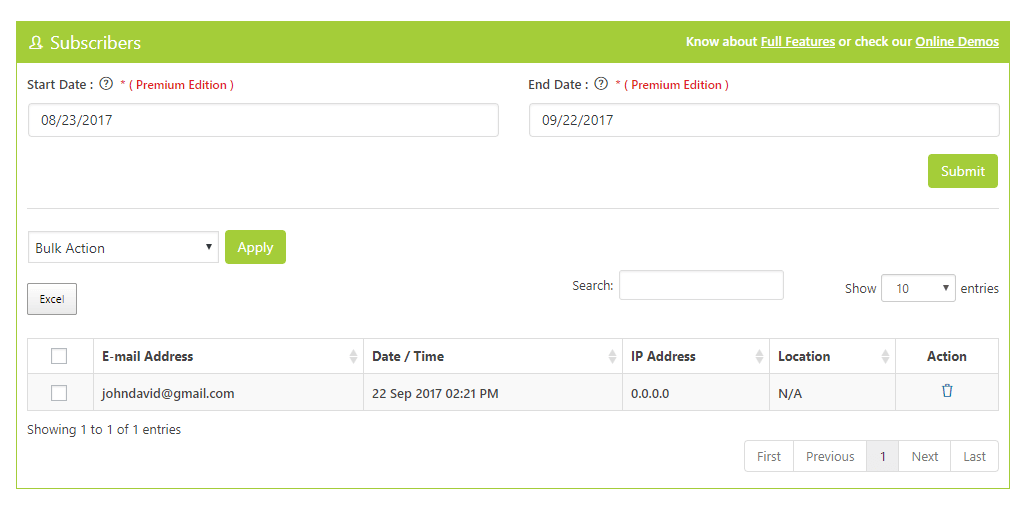 Subscribers
Know about Full Features or check our Online Demos
Start Date : ? * ( Premium Edition )
End Date : ? * ( Premium Edition )
08/23/2017
09/22/2017
Submit
Bulk Action
Apply
Excel
Search:
Show 10 entries
E-mail Address Date / Time IP Address Location Action
johndavid@gmail.com 22 Sep 2017 02:21 PM 0.0.0.0 N/A
Showing 1 to 1 of 1 entries
First Previous 1 Next Last